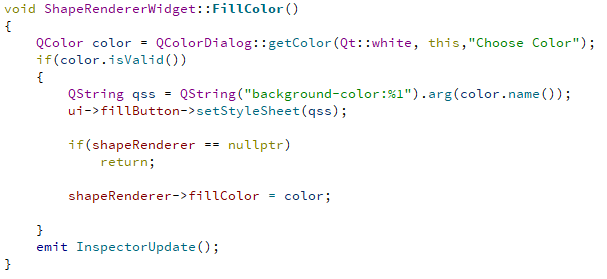 void ShapeRendererWidget::FillColor()
{
    QColor color = QColorDialog::getColor(Qt::white, this,"Choose Color");
    if(color.isValid())
    {
        QString qss = QString("background-color:%1").arg(color.name());
        ui->fillButton->setStyleSheet(qss);

        if(shapeRenderer == nullptr)
            return;

        shapeRenderer->fillColor = color;

    }
    emit InspectorUpdate();
}